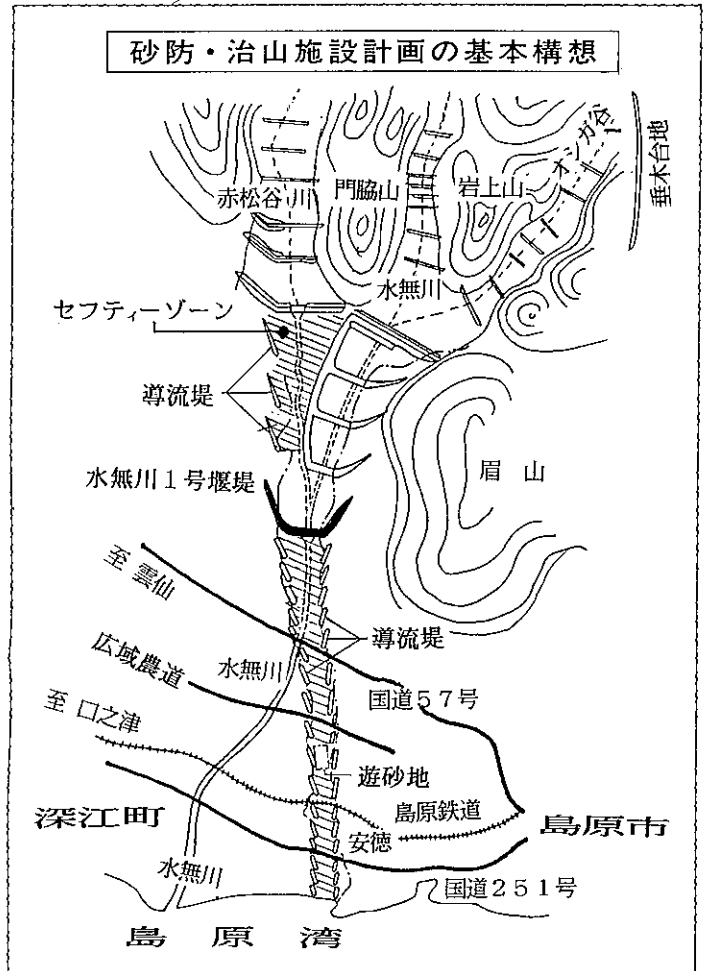 砂防・治山施設計画の基本構想
赤松谷川
門脇山
岩上山
オシガ谷
垂木台地
水無川
セフティーゾーン
導流堤
水無川1号堰堤
眉山
至雲仙
導流堤
水無川
広域農道
国道57号
至口之津
遊砂地
深江町
島原鉄道
島原市
安徳
水無川
国道251号
島原湾